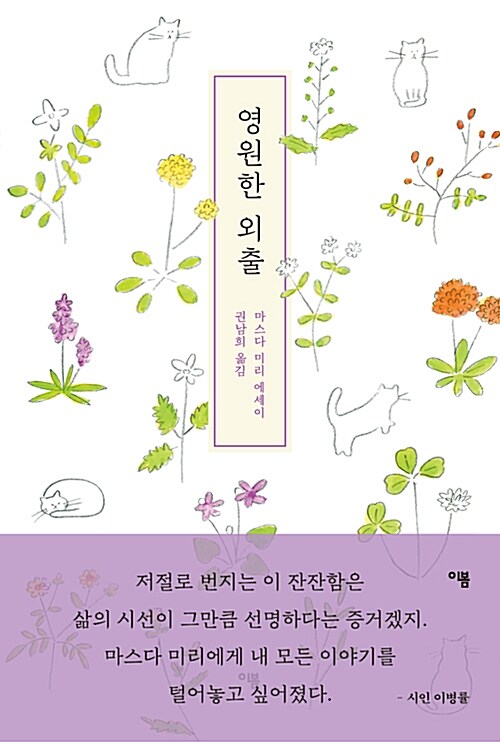 영원한 외출
마스다 미리 에세이
권남희 옮김
저절로 번지는 이 잔잔함은
삶의 시선이 그만큼 선명하다는 증거겠지.
마스다 미리에게 내 모든 이야기를
털어놓고 싶어졌다.
- 시인 이병률
이봄
이봄